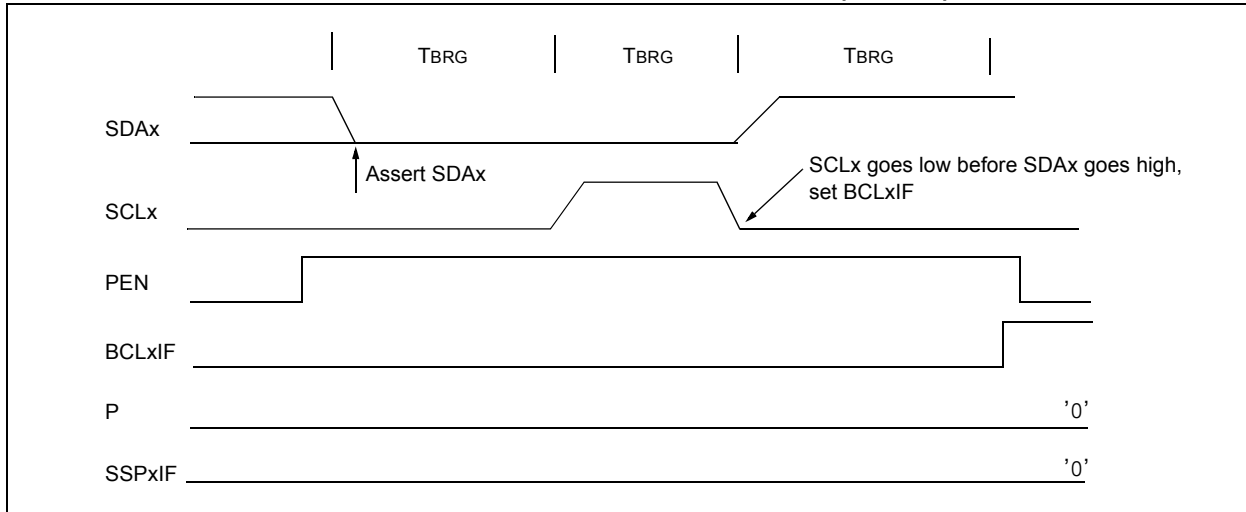 TBRG TBRG TBRG
SDAx
Assert SDAx
SCLx goes low before SDAx goes high,
set BCLxIF
SCLx
PEN
BCLxIF
P '0'
SSPxIF '0'